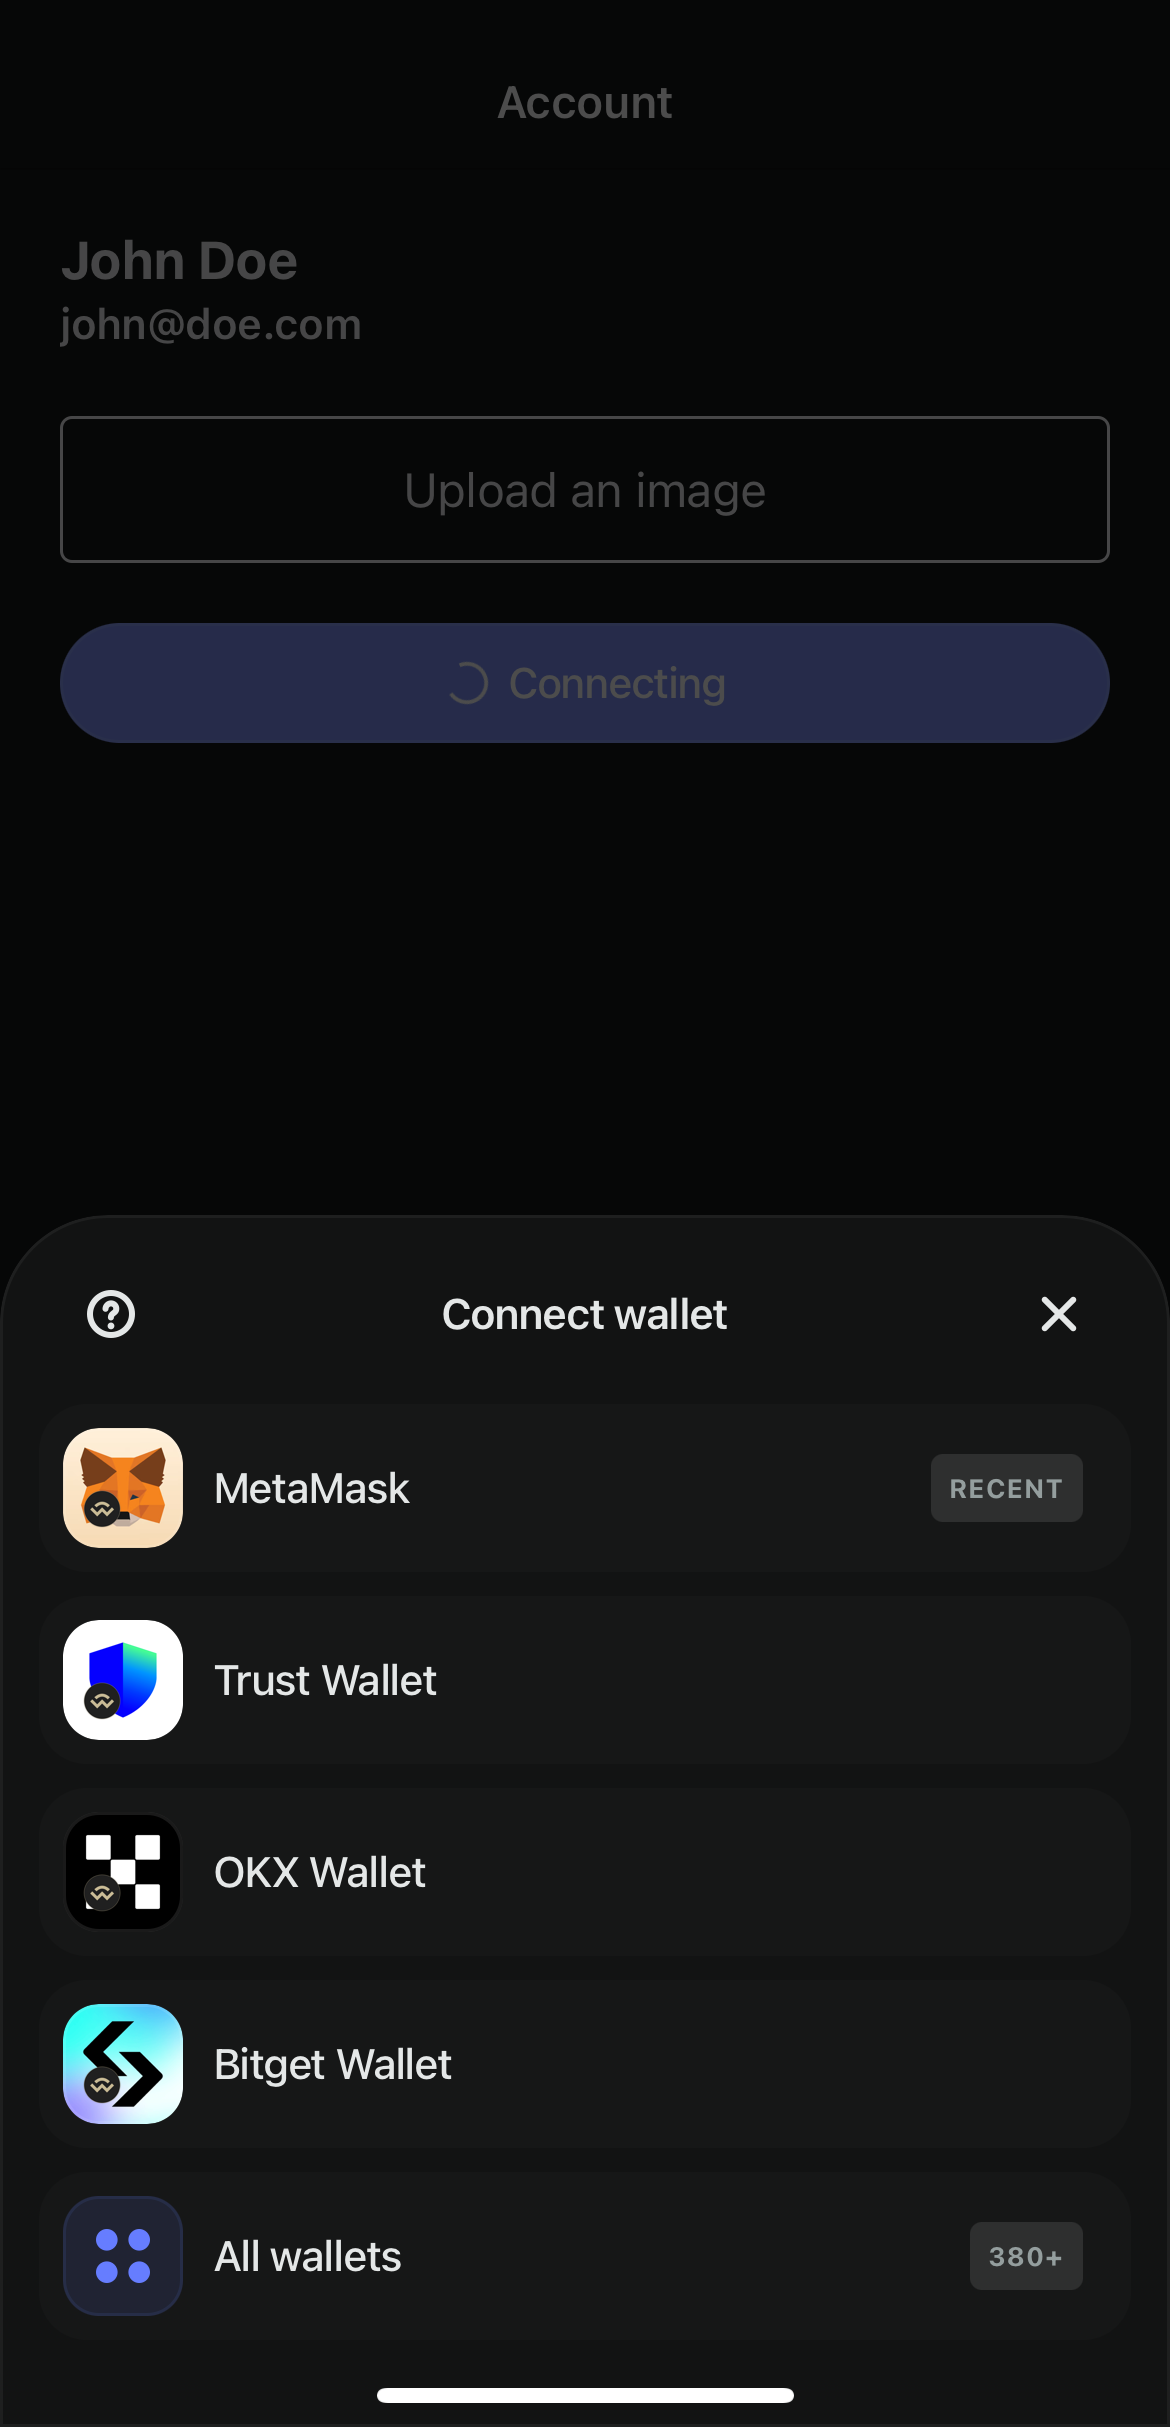 Account
John Doe
john@doe.com
Upload an image
Connecting
Connect wallet
MetaMask
RECENT
Trust Wallet
OKX Wallet
Bitget Wallet
All wallets
380+